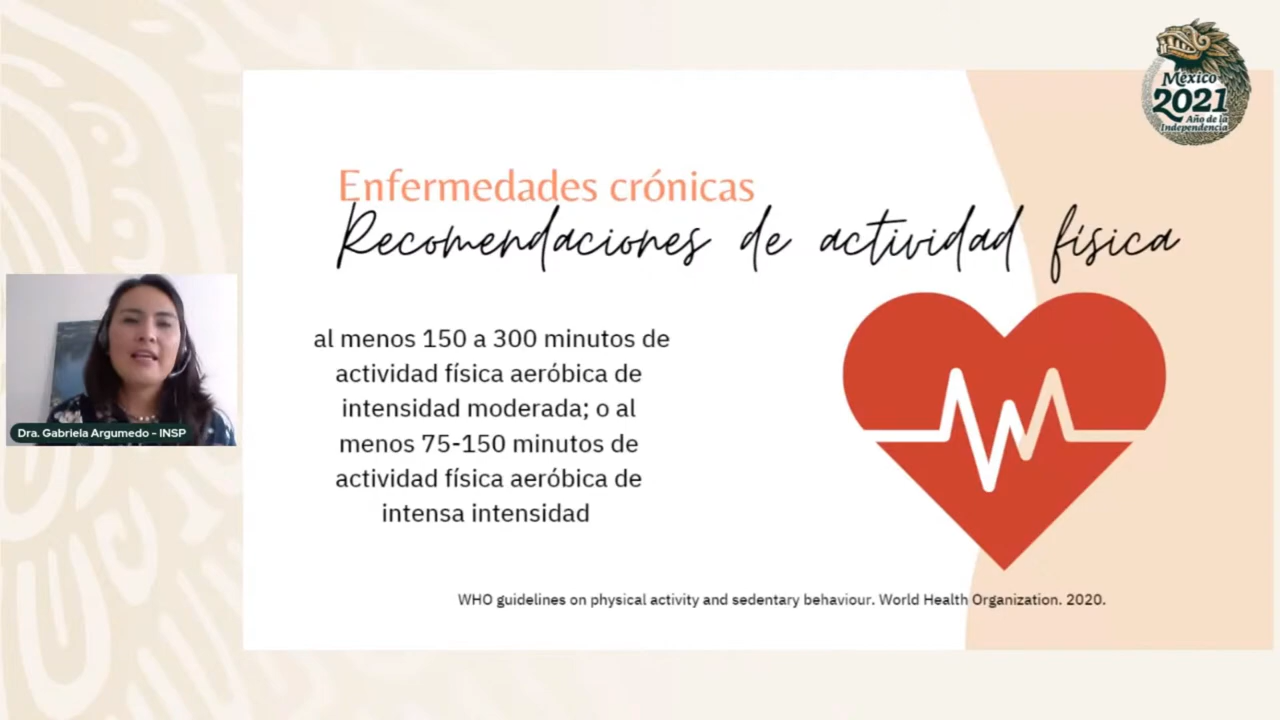 México
2021
Año de la
Independencia
Enfermedades crónicas
Recomendaciones de actividad física
al menos 150 a 300 minutos de
actividad física aeróbica de
intensidad moderada; o al
menos 75-150 minutos de
actividad física aeróbica de
intensa intensidad
Dra. Gabriela Argumedo - INSP
WHO guidelines on physical activity and sedentary behaviour. World Health Organization. 2020.